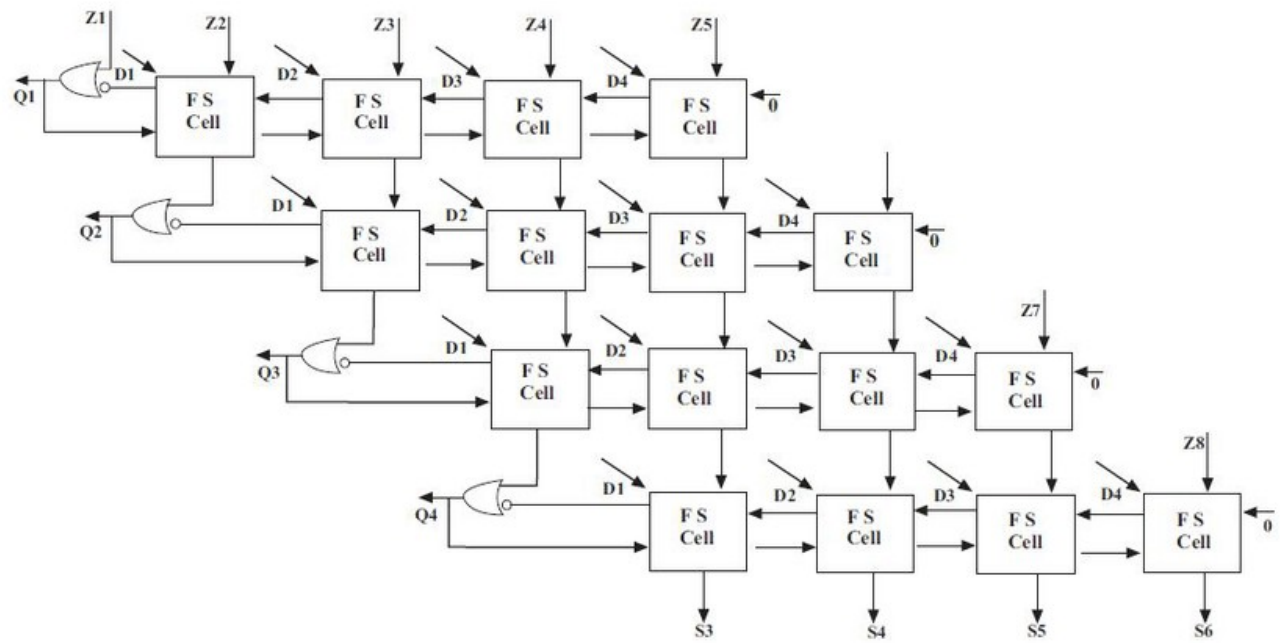 Z1 Z2 Z3 Z4 Z5
D1 D2 D3 D4
Q1 F S Cell F S Cell F S Cell F S Cell 0
D1 D2 D3 D4
Q2 F S Cell F S Cell F S Cell F S Cell 0
Z7
D1 D2 D3 D4
Q3 F S Cell F S Cell F S Cell F S Cell 0
Z8
D1 D2 D3 D4
Q4 F S Cell F S Cell F S Cell F S Cell 0
S3 S4 S5 S6